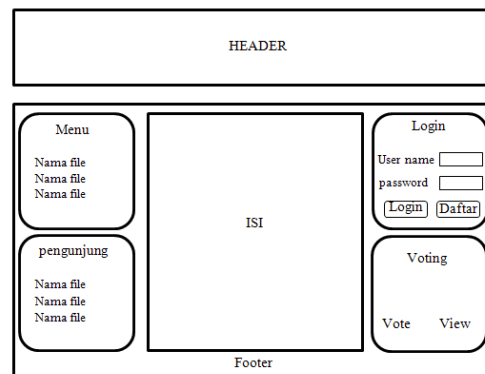 HEADER
Menu
Nama file
Nama file
Nama file
pengunjung
Nama file
Nama file
Nama file
ISI
Login
User name
password
Login Daftar
Voting
Vote View
Footer